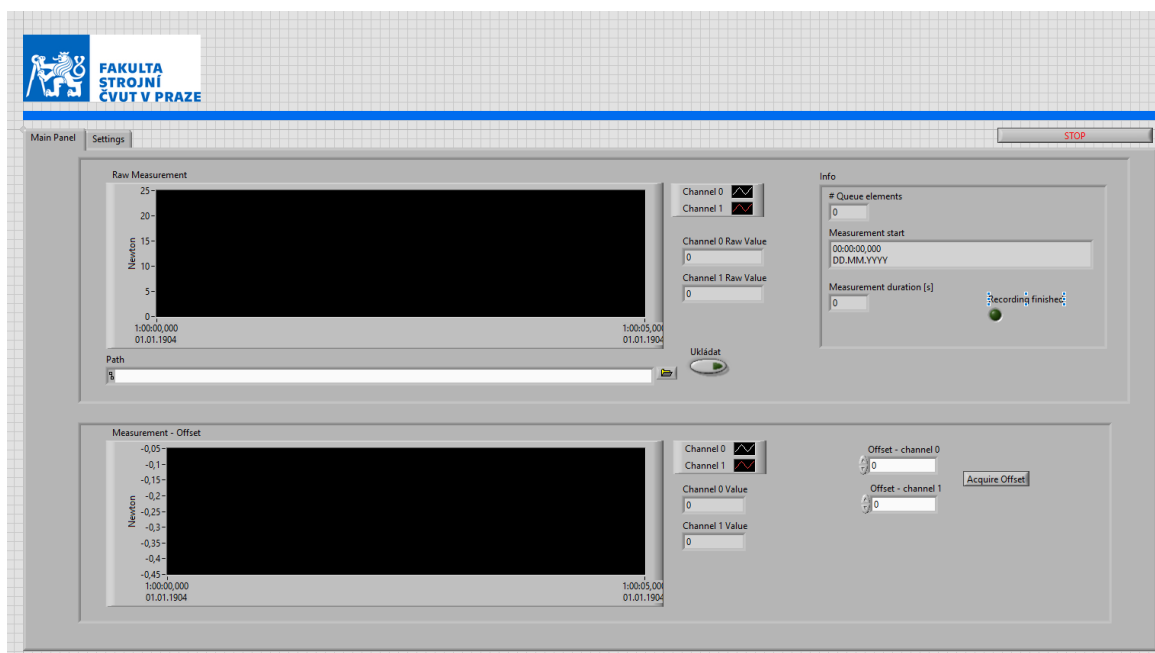 FAKULTA
STROJNÍ
ČVUT V PRAZE
Main Panel
Settings
STOP
Raw Measurement
25
20
15
10
5
0
Newton
1:00:00,000
01.01.1904
1:00:05,00
01.01.1904
Channel 0
Channel 1
Channel 0 Raw Value
0
Channel 1 Raw Value
0
Path
Ukládat
Info
# Queue elements
0
Measurement start
00:00:00,000
DD.MM.YYYY
Measurement duration [s]
0
Recording finished
Measurement - Offset
-0,05
-0,1
-0,15
-0,2
-0,25
-0,3
-0,35
-0,4
-0,45
Newton
1:00:00,000
01.01.1904
1:00:05,00
01.01.1904
Channel 0
Channel 1
Channel 0 Value
0
Channel 1 Value
0
Offset - channel 0
0
Offset - channel 1
0
Acquire Offset